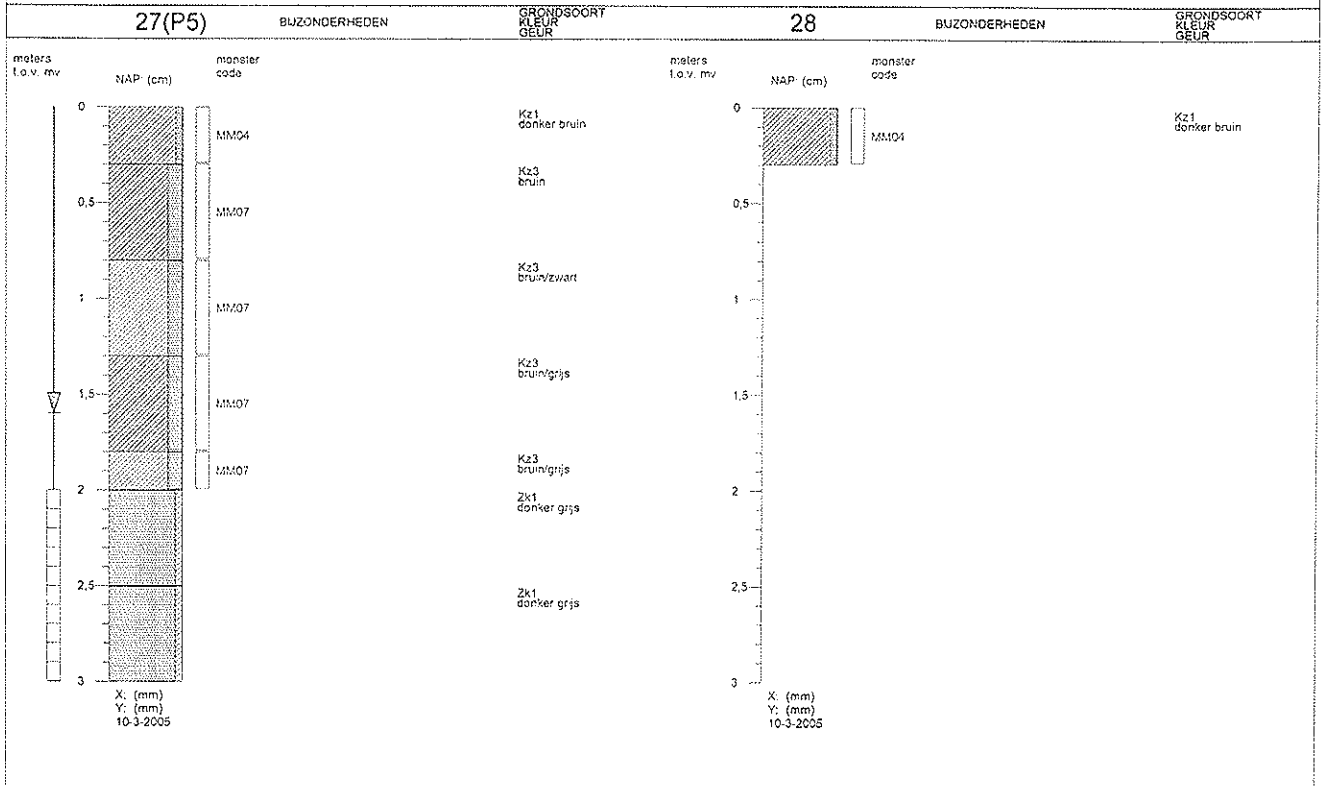 27(P5)
BIJZONDERHEDEN
GRONDSOORT
KLEUR
GEUR
meters
t.o.v. mv
NAP: (cm)
monster
code
0
MM04
Kz1
donker bruin
Kz3
bruin
0,5
MM07
Kz3
bruin/zwart
1
MM07
Kz3
bruin/grijs
1,5
MM07
Kz3
bruin/grijs
MM07
2
Zk1
donker grijs
2,5
Zk1
donker grijs
3
X: (mm)
Y: (mm)
10-3-2005
28
BIJZONDERHEDEN
GRONDSOORT
KLEUR
GEUR
meters
t.o.v. mv
NAP: (cm)
monster
code
0
MM04
Kz1
donker bruin
0,5
1
1,5
2
2,5
3
X: (mm)
Y: (mm)
10-3-2005